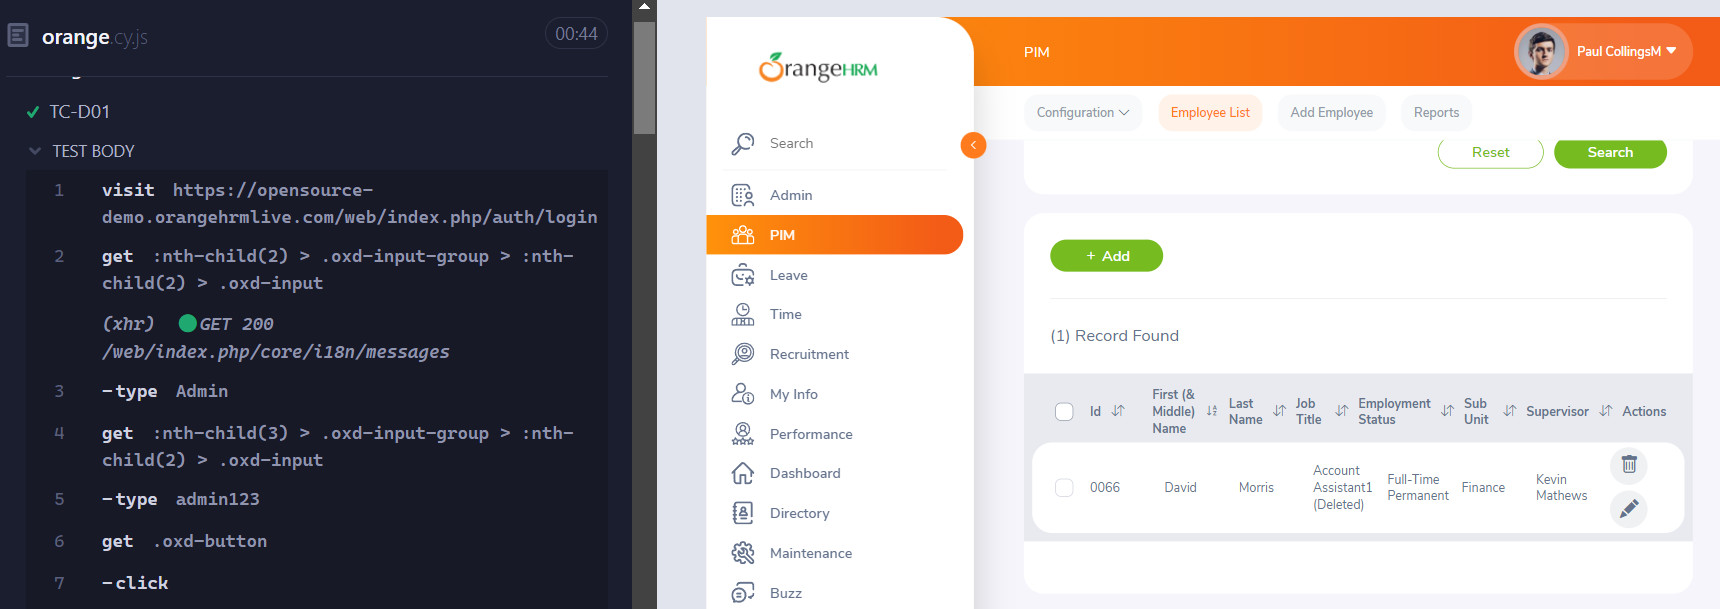 orange.cy.js
00:44
TC-D01
TEST BODY
1 visit https://opensource-
demo.orangehrmlive.com/web/index.php/auth/login
2 get :nth-child(2) > .oxd-input-group > :nth-
child(2) > .oxd-input
(xhr) GET 200
/web/index.php/core/i18n/messages
3 -type Admin
4 get :nth-child(3) > .oxd-input-group > :nth-
child(2) > .oxd-input
5 -type admin123
6 get .oxd-button
7 -click
OrangeHRM
Search
Admin
PIM
Leave
Time
Recruitment
My Info
Performance
Dashboard
Directory
Maintenance
Buzz
PIM
Paul CollingsM
Configuration Employee List Add Employee Reports
Reset Search
+ Add
(1) Record Found
Id
First (&
Middle)
Name
Last
Name
Job
Title
Employment
Status
Sub
Unit
Supervisor
Actions
0066
David
Morris
Account
Assistant1
(Deleted)
Full-Time
Permanent
Finance
Kevin
Mathews